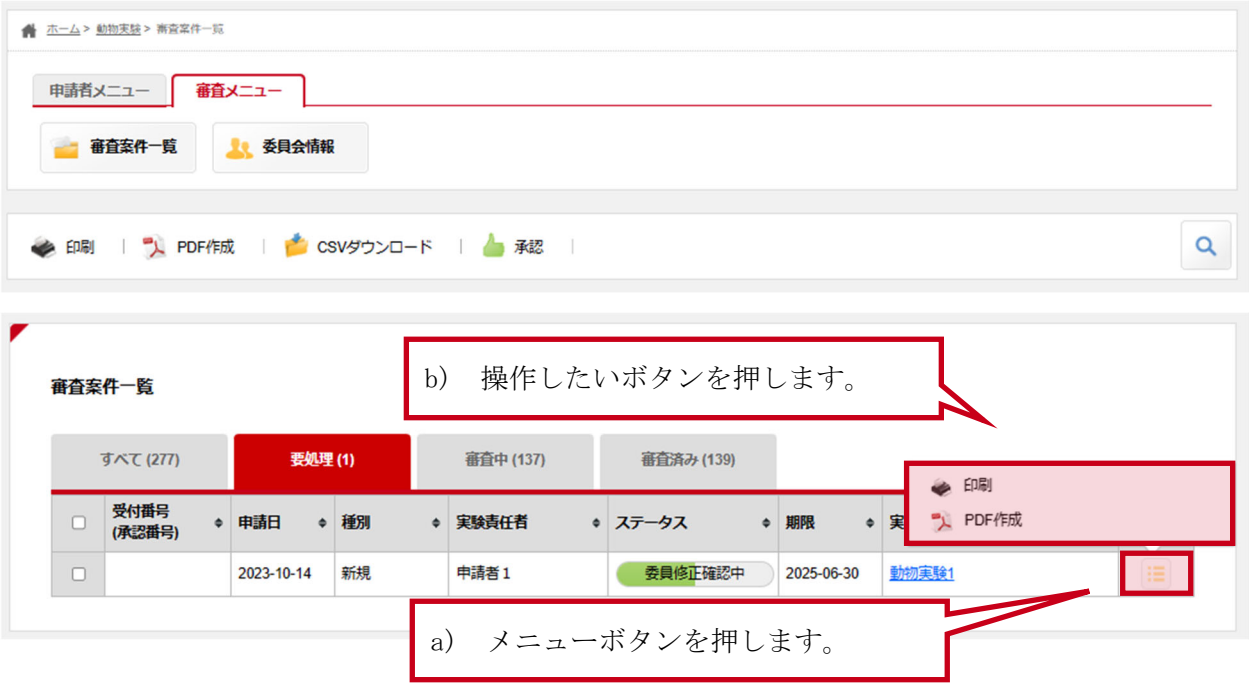 ホーム > 動物実験 > 審査案件一覧
申請者メニュー 審査メニュー
審査案件一覧 委員会情報
印刷 | PDF作成 | CSVダウンロード | 承認 |
b) 操作したいボタンを押します。
審査案件一覧
すべて (277) 要処理 (1) 審査中 (137) 審査済み (139)
印刷
PDF作成
受付番号
(承認番号) 申請日 種別 実験責任者 ステータス 期限 実
2023-10-14 新規 申請者１ 委員修正確認中 2025-06-30 動物実験1
a) メニューボタンを押します。